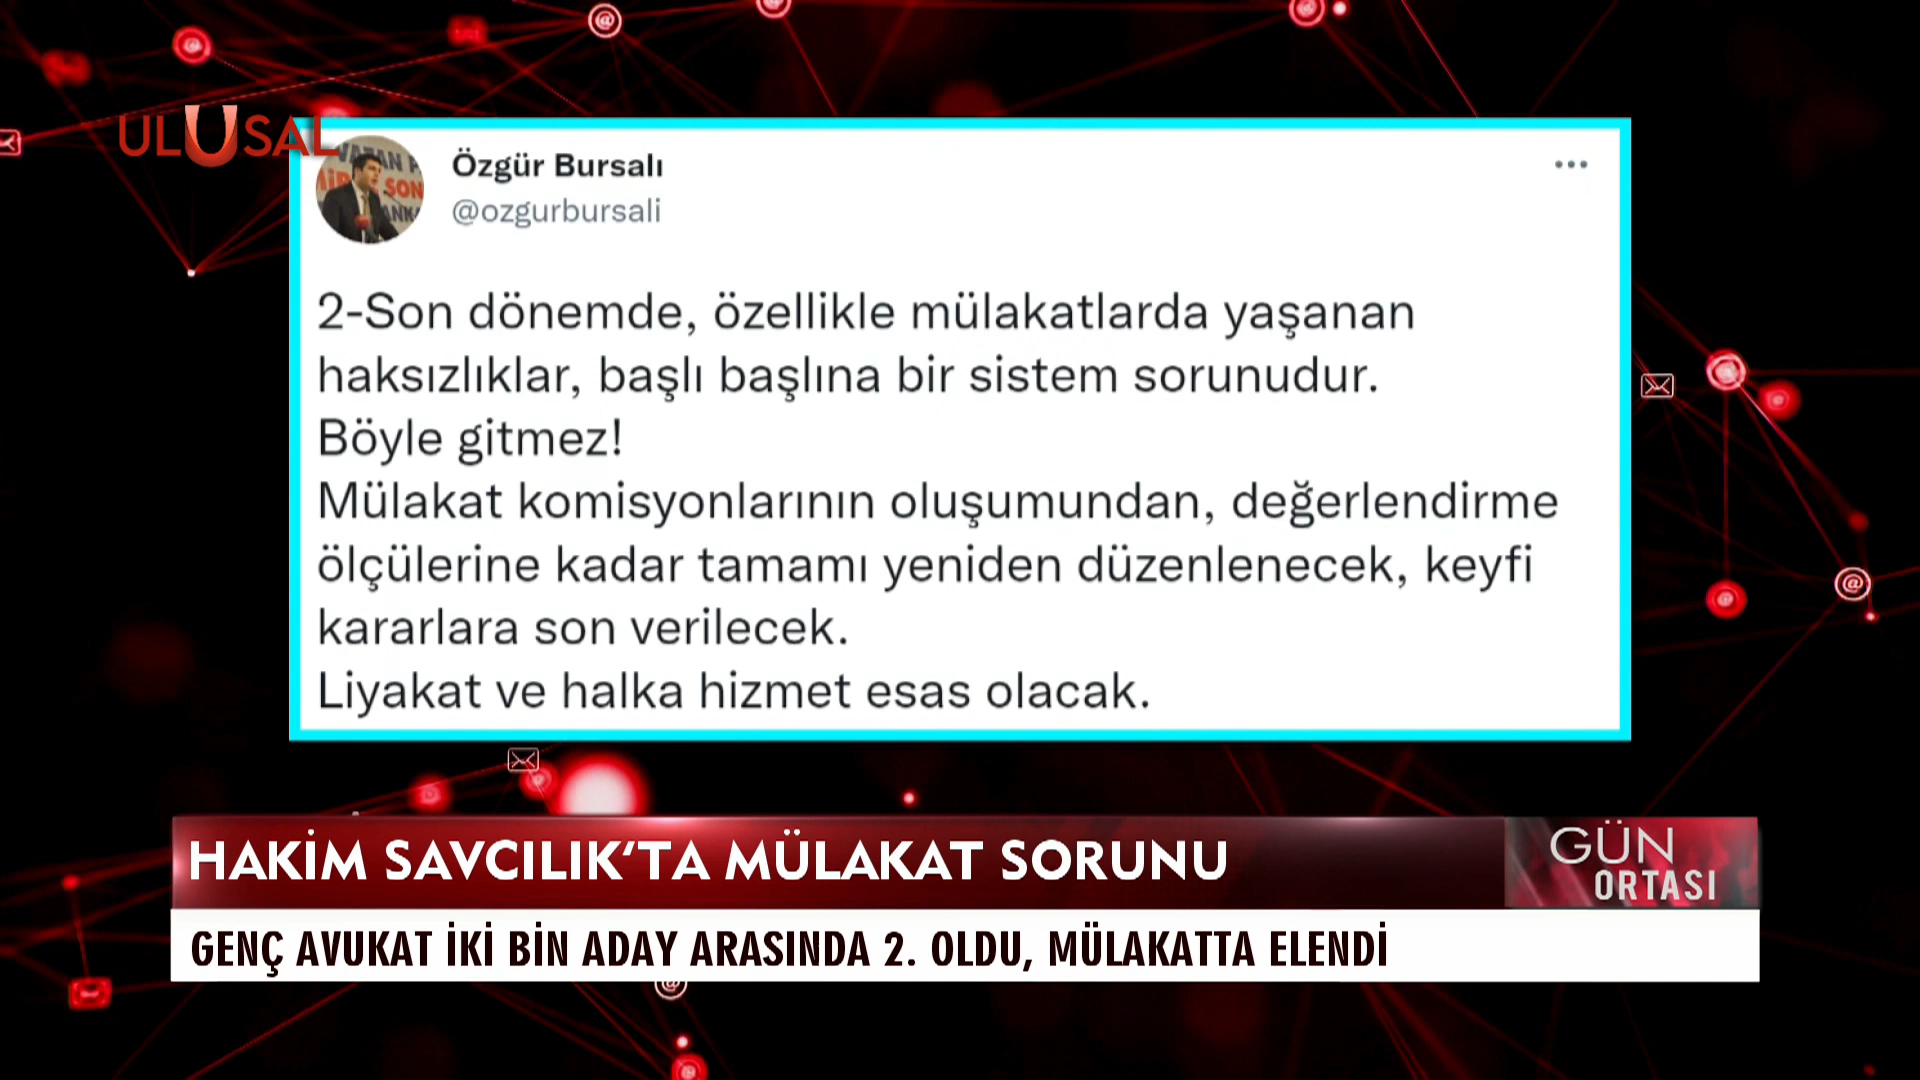 ULUSAL
Özgür Bursalı
@ozgurbursali
2-Son dönemde, özellikle mülakatlarda yaşanan
haksızlıklar, başlı başlına bir sistem sorunudur.
Böyle gitmez!
Mülakat komisyonlarının oluşumundan, değerlendirme
ölçülerine kadar tamamı yeniden düzenlenecek, keyfi
kararlara son verilecek.
Liyakat ve halka hizmet esas olacak.
HAKİM SAVCILIK'TA MÜLAKAT SORUNU
GÜN
ORTASI
GENÇ AVUKAT İKİ BİN ADAY ARASINDA 2. OLDU, MÜLAKATTA ELENDİ